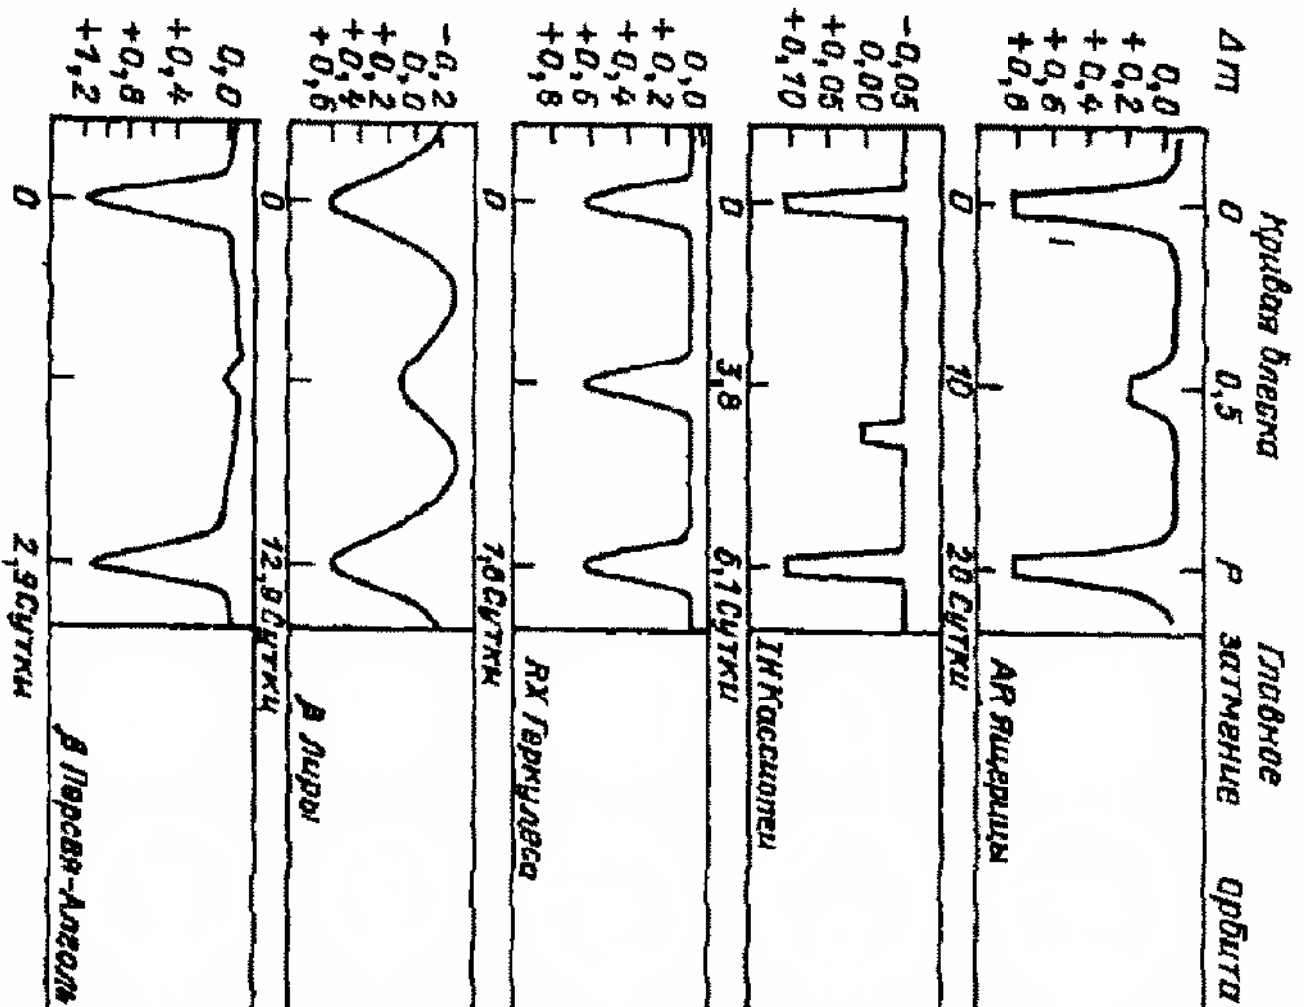 Кривая блеска Главное
Δm 0 0,5 P затмение Орбита
0,0
+0,2
+0,4
+0,6
+0,8
AR Ящерицы
0 10 20 Сутки
-0,05
0,00
+0,05
+0,10
Кассиопеи
0 3,8 6,1 Сутки
0,0
+0,2
+0,4
+0,6
+0,8
RX Геркулеса
0 1,8 Сутки
-0,2
0,0
+0,2
+0,4
+0,6
β Лиры
0 12,9 Сутки
0,0
+0,4
+0,8
+1,2
β Персея-Алголь
0 2,9 Сутки